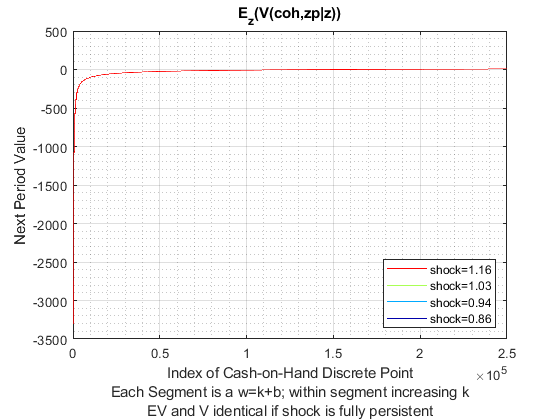 E_z(V(coh,zp|z))
500
0
-500
-1000
-1500
-2000
-2500
-3000
-3500
Next Period Value
shock=1.16
shock=1.03
shock=0.94
shock=0.86
0 0.5 1 1.5 2 2.5
×10^5
Index of Cash-on-Hand Discrete Point
Each Segment is a w=k+b; within segment increasing k
EV and V identical if shock is fully persistent